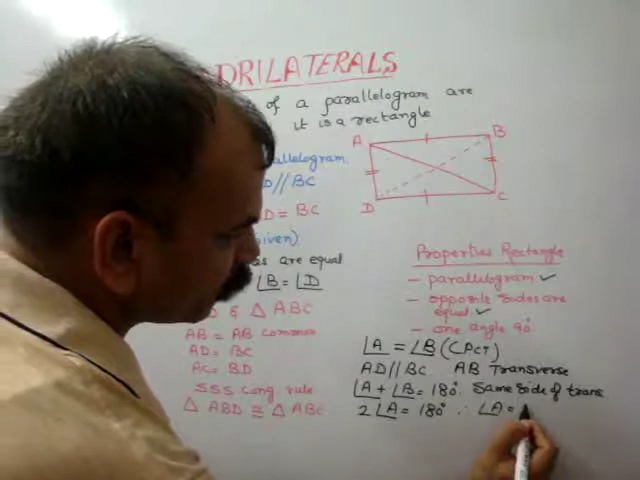 DRILATERALS
of a parallelogram are
it is a rectangle
allelogram
D // BC
D = BC
(Given)
es are equal
∠B = ∠D
D & △ ABC
AB = AB common
AD = BC
AC = BD
SSS cong rule
△ ABD ≅ △ ABC
A
B
D
C
Properties Rectangle
- parallelogram ✓
- opposite sides are
equal ✓
- one angle 90°
∠A = ∠B (CPCT)
AD // BC. AB Transverse
∠A + ∠B = 180° Same side of trans
2∠A = 180° ∴ ∠A =